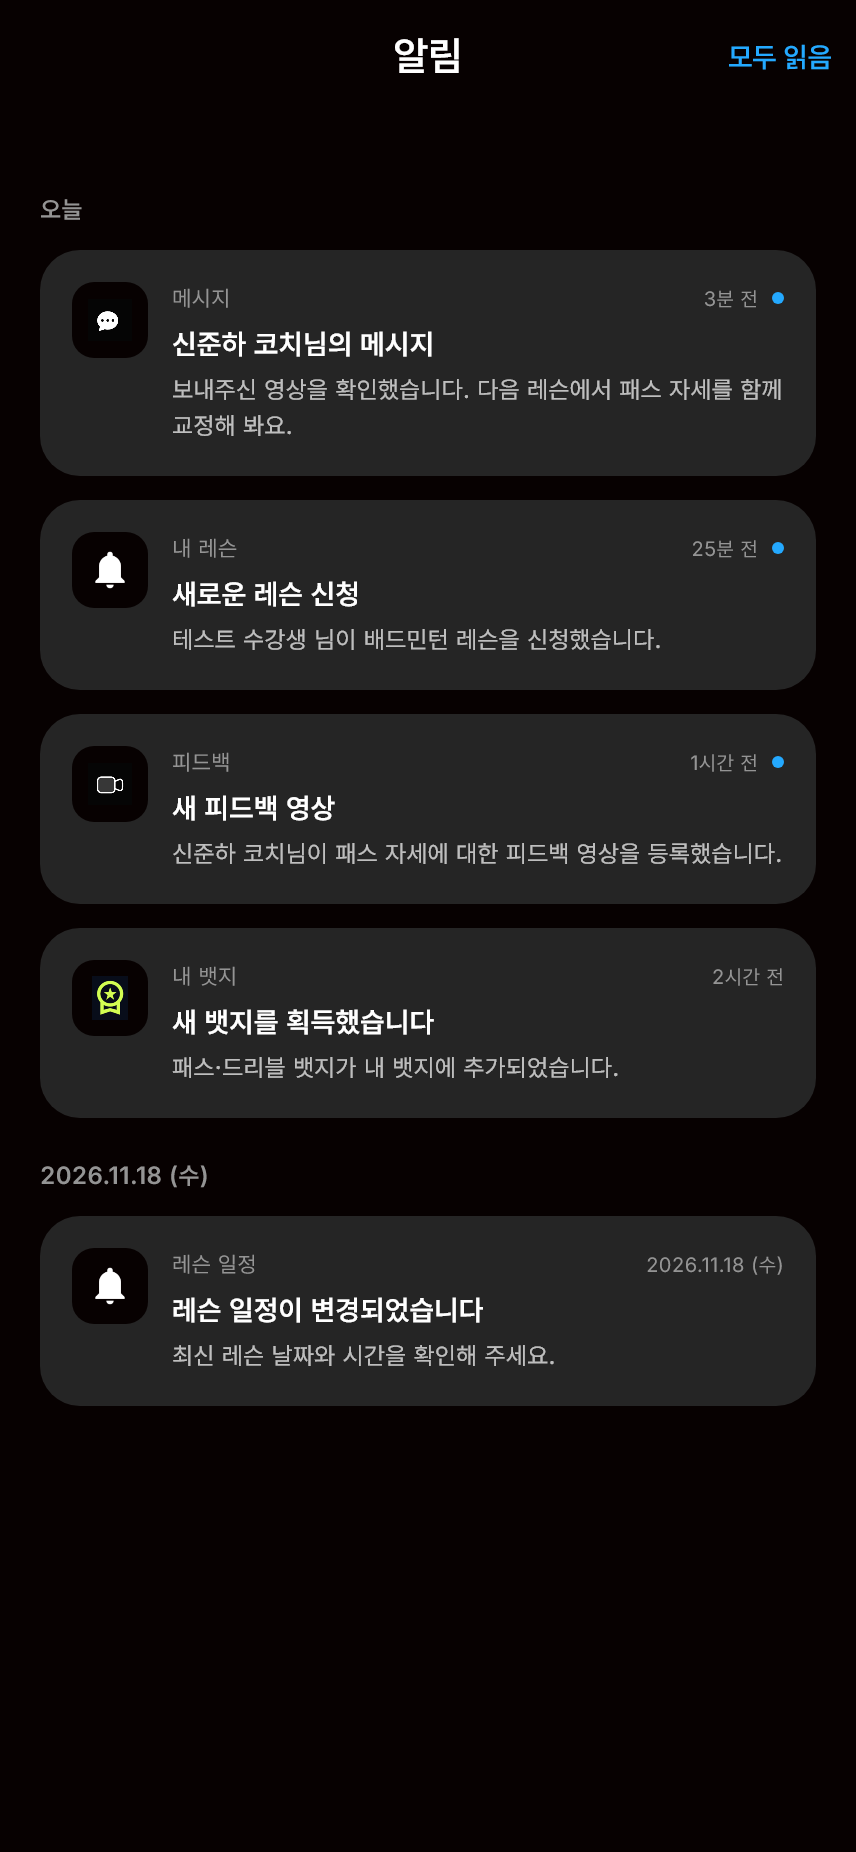 알림
모두 읽음
오늘
메시지
3분 전
신준하 코치님의 메시지
보내주신 영상을 확인했습니다. 다음 레슨에서 패스 자세를 함께
교정해 봐요.
내 레슨
25분 전
새로운 레슨 신청
테스트 수강생 님이 배드민턴 레슨을 신청했습니다.
피드백
1시간 전
새 피드백 영상
신준하 코치님이 패스 자세에 대한 피드백 영상을 등록했습니다.
내 뱃지
2시간 전
새 뱃지를 획득했습니다
패스·드리블 뱃지가 내 뱃지에 추가되었습니다.
2026.11.18 (수)
레슨 일정
2026.11.18 (수)
레슨 일정이 변경되었습니다
최신 레슨 날짜와 시간을 확인해 주세요.